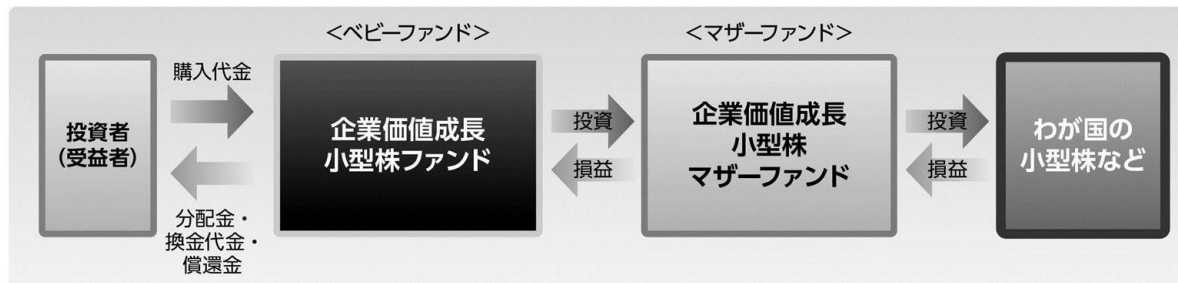 <ベビーファンド>
<マザーファンド>
投資者
(受益者)
購入代金
分配金・
換金代金・
償還金
企業価値成長
小型株ファンド
投資
損益
企業価値成長
小型株
マザーファンド
投資
損益
わが国の
小型株など